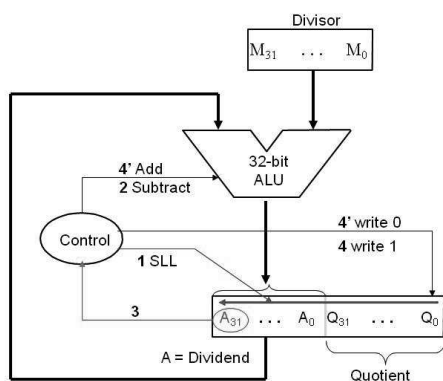 Divisor
M31 ... M0
32-bit
ALU
4' Add
2 Subtract
4' write 0
4 write 1
Control
1 SLL
3
A31 ... A0 Q31 ... Q0
A = Dividend
Quotient